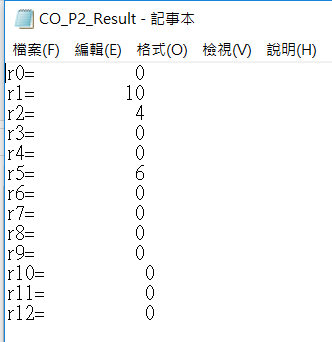 CO_P2_Result - 記事本
檔案(F) 編輯(E) 格式(O) 檢視(V) 說明(H)
r0= 0
r1= 10
r2= 4
r3= 0
r4= 0
r5= 6
r6= 0
r7= 0
r8= 0
r9= 0
r10= 0
r11= 0
r12= 0